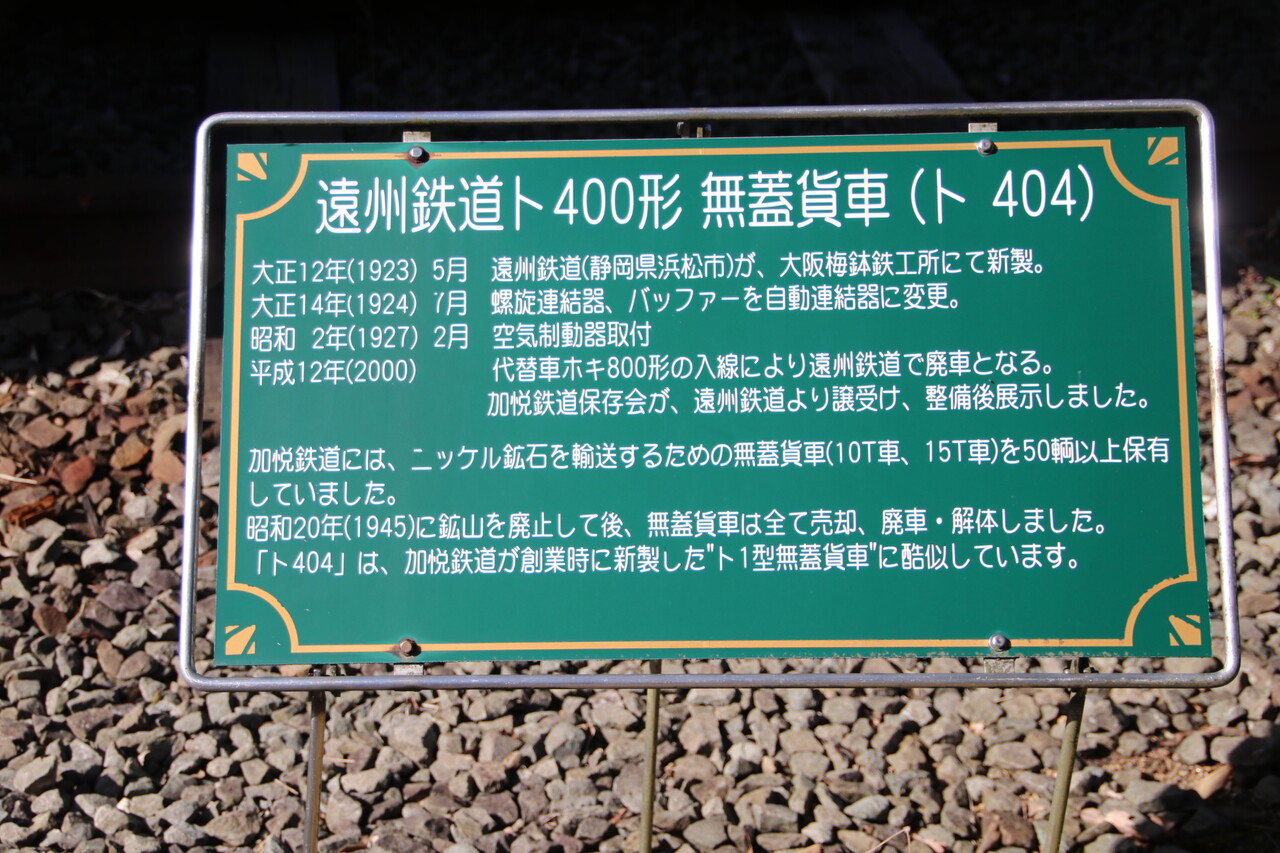 遠州鉄道ト400形 無蓋貨車(ト 404)
大正12年(1923) 5月 遠州鉄道(静岡県浜松市)が、大阪梅鉢鉄工所にて新製。
大正14年(1924) 7月 螺旋連結器、バッファーを自動連結器に変更。
昭和 2年(1927) 2月 空気制動器取付
平成12年(2000) 代替車ホキ800形の入線により遠州鉄道で廃車となる。
加悦鉄道保存会が、遠州鉄道より譲受け、整備後展示しました。
加悦鉄道には、ニッケル鉱石を輸送するための無蓋貨車(10T車、15T車)を50輌以上保有
していました。
昭和20年(1945)に鉱山を廃止して後、無蓋貨車は全て売却、廃車・解体しました。
「ト404」は、加悦鉄道が創業時に新製した"ト1型無蓋貨車"に酷似しています。